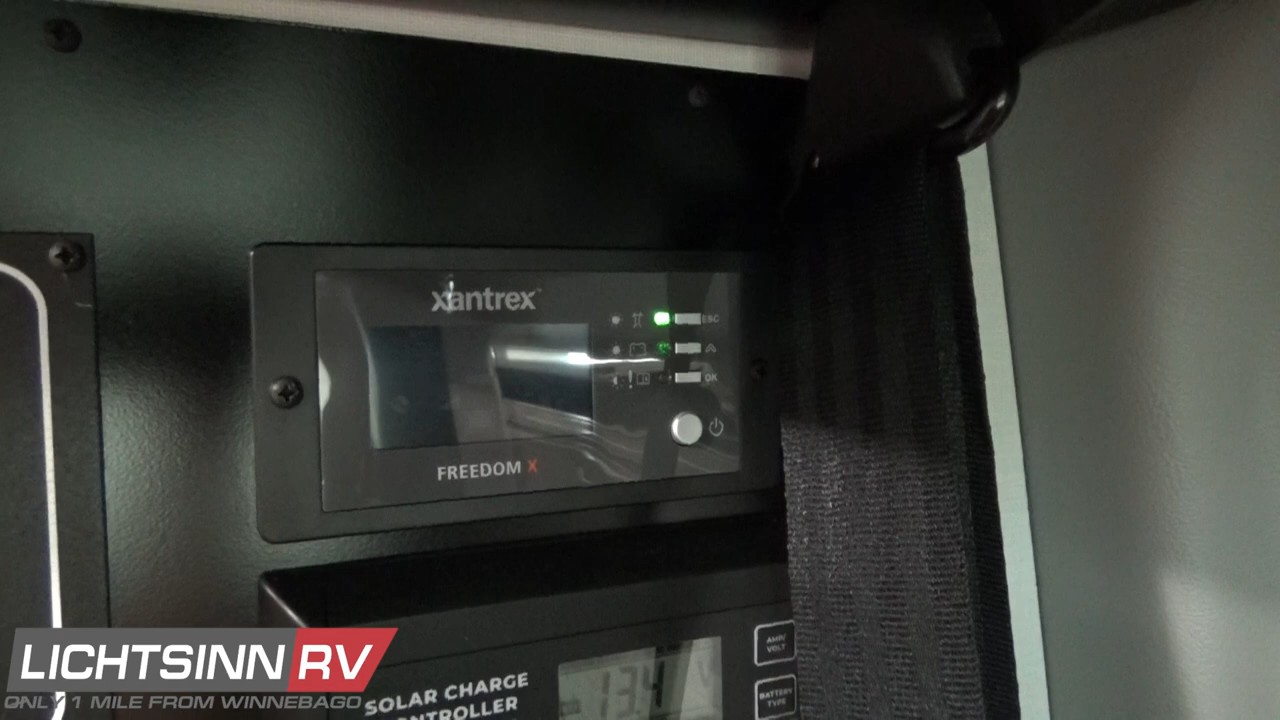 xantrex™
ESC
OK
FREEDOM X
SOLAR CHARGE
CONTROLLER
13.4 V
AMP/
VOLT
BATTERY
TYPE
LICHTSINN RV
ONLY 1 MILE FROM WINNEBAGO